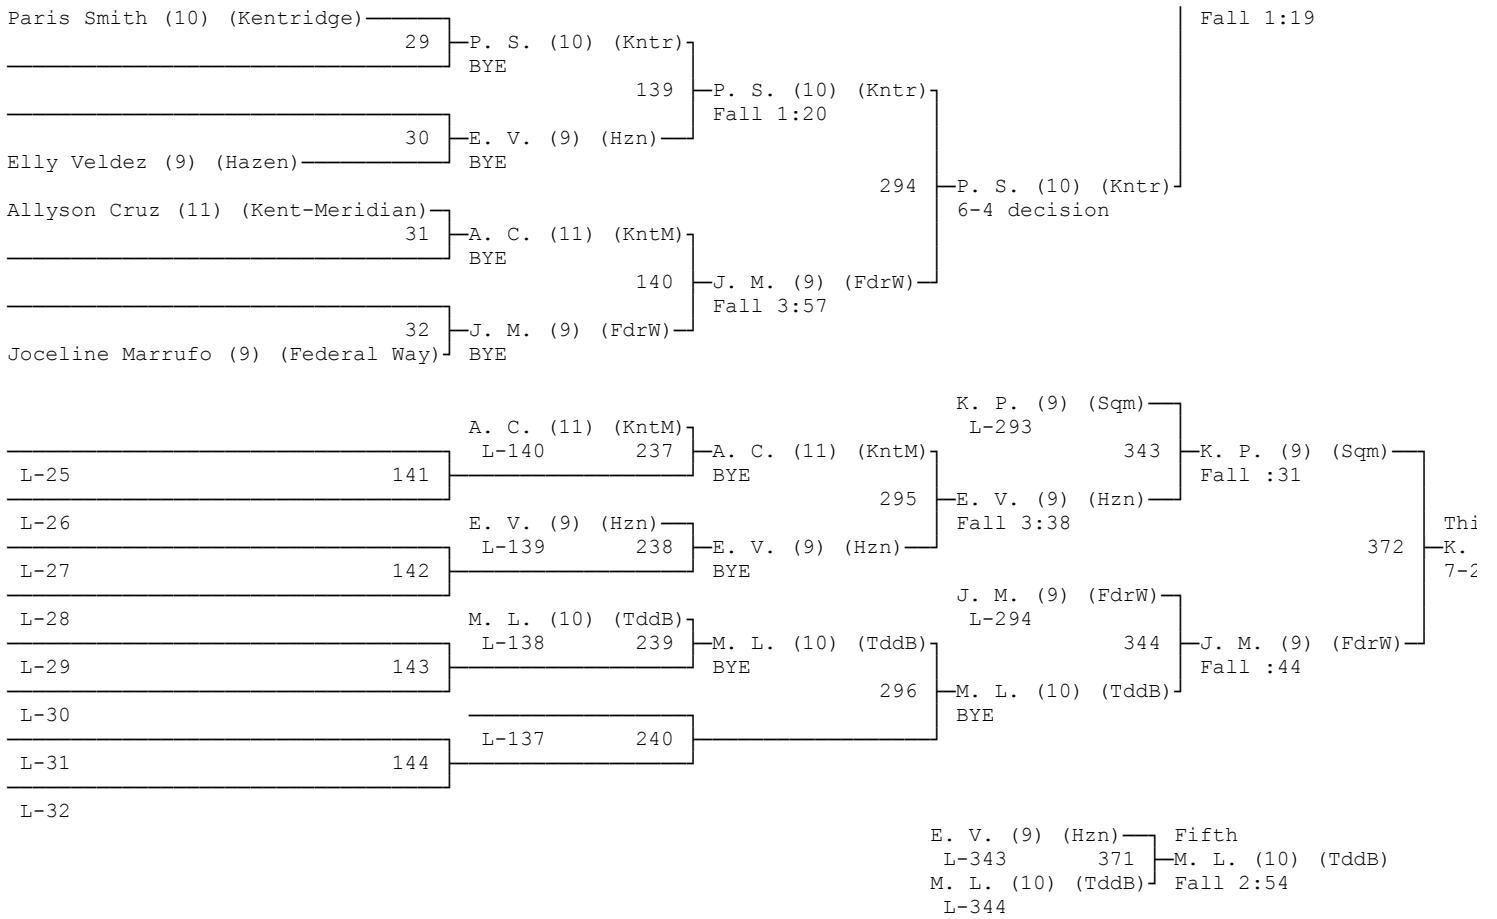 Paris Smith (10) (Kentridge) Fall 1:19
29 P. S. (10) (Kntr)
BYE
139 P. S. (10) (Kntr)
Fall 1:20
30 E. V. (9) (Hzn)
Elly Veldez (9) (Hazen) BYE
294 P. S. (10) (Kntr)
Allyson Cruz (11) (Kent-Meridian) 6-4 decision
31 A. C. (11) (KntM)
BYE
140 J. M. (9) (FdrW)
Fall 3:57
32 J. M. (9) (FdrW)
Joceline Marrufo (9) (Federal Way) BYE
K. P. (9) (Sqm)
A. C. (11) (KntM) L-293
L-140 237 A. C. (11) (KntM) 343 K. P. (9) (Sqm)
L-25 141 BYE Fall :31
295 E. V. (9) (Hzn)
L-26 E. V. (9) (Hzn) Fall 3:38 Thi
L-139 238 E. V. (9) (Hzn) 372 K.
L-27 142 BYE 7-2
J. M. (9) (FdrW)
L-28 M. L. (10) (TddB) L-294
L-138 239 M. L. (10) (TddB) 344 J. M. (9) (FdrW)
L-29 143 BYE Fall :44
296 M. L. (10) (TddB)
L-30 BYE
L-137 240
L-31 144
L-32
E. V. (9) (Hzn) Fifth
L-343 371 M. L. (10) (TddB)
M. L. (10) (TddB) Fall 2:54
L-344